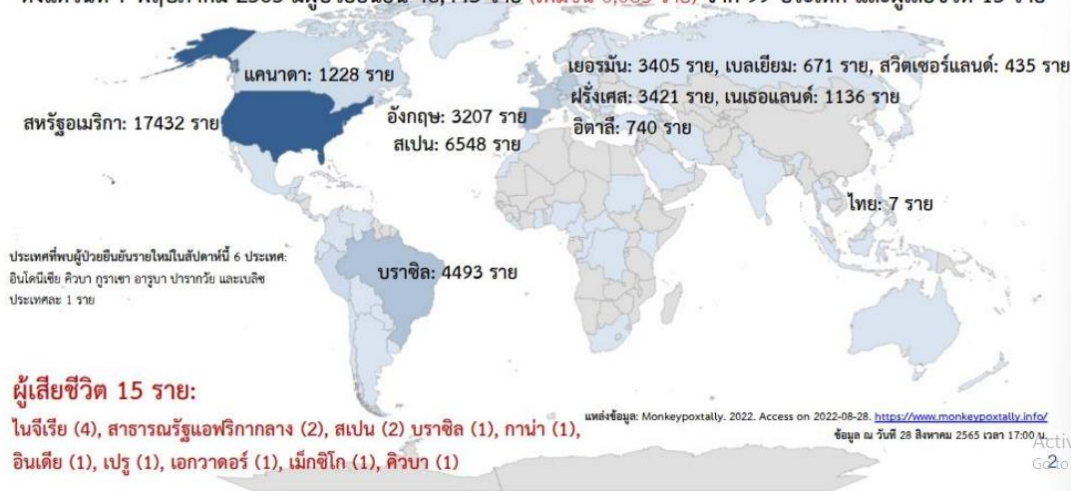 แคนาดา: 1228 ราย
สหรัฐอเมริกา: 17432 ราย
อังกฤษ: 3207 ราย
สเปน: 6548 ราย
เยอรมัน: 3405 ราย, เบลเยียม: 671 ราย, สวิตเซอร์แลนด์: 435 ราย
ฝรั่งเศส: 3421 ราย, เนเธอแลนด์: 1136 ราย
อิตาลี: 740 ราย
ไทย: 7 ราย
บราซิล: 4493 ราย
ประเทศที่พบผู้ป่วยยืนยันรายใหม่ในสัปดาห์นี้ 6 ประเทศ:
อินโดนีเซีย คิวบา กูราเซา อารูบา ปารากวัย และเบลิซ
ประเทศละ 1 ราย
ผู้เสียชีวิต 15 ราย:
ไนจีเรีย (4), สาธารณรัฐแอฟริกากลาง (2), สเปน (2) บราซิล (1), กาน่า (1),
อินเดีย (1), เปรู (1), เอกวาดอร์ (1), เม็กซิโก (1), คิวบา (1)
แหล่งข้อมูล: Monkeypoxtally. 2022. Access on 2022-08-28. https://www.monkeypoxtally.info/
ข้อมูล ณ วันที่ 28 สิงหาคม 2565 เวลา 17:00 น.
Activ
Go to
2